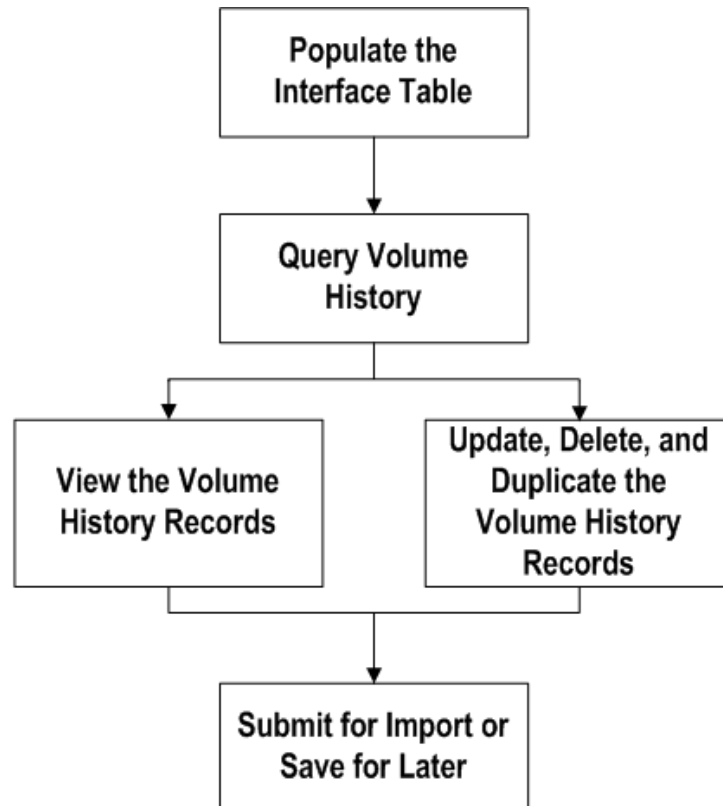 Populate the
Interface Table
Query Volume
History
View the Volume
History Records
Update, Delete, and
Duplicate the
Volume History
Records
Submit for Import or
Save for Later